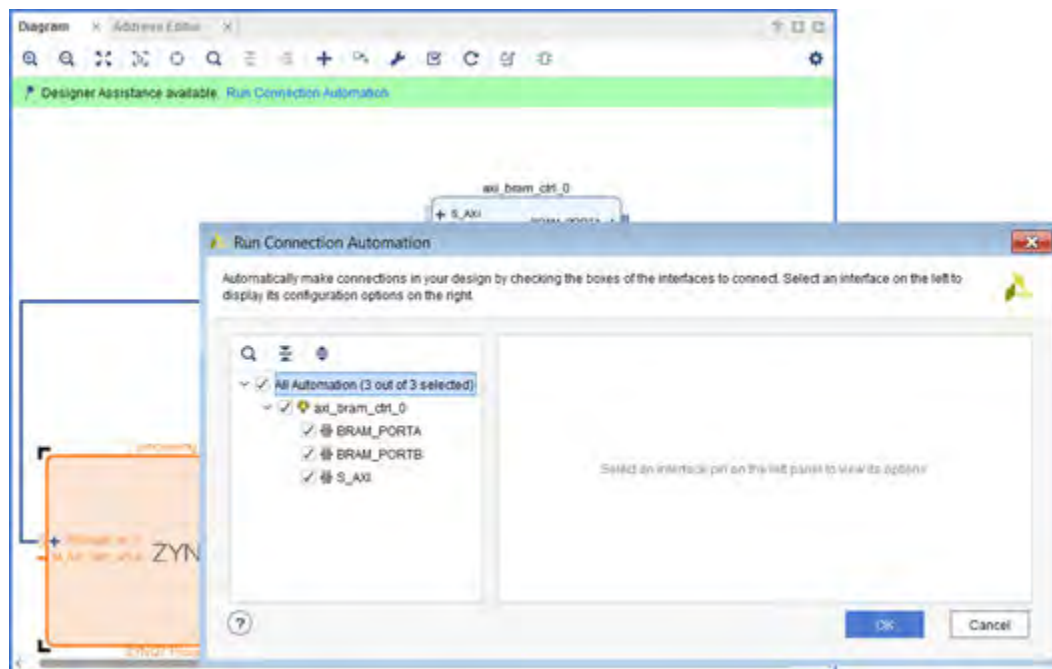 Diagram × Address Editor ×
Designer Assistance available. Run Connection Automation
axi_bram_ctrl_0
+ S_AXI
Run Connection Automation
Automatically make connections in your design by checking the boxes of the interfaces to connect. Select an interface on the left to
display its configuration options on the right.
All Automation (3 out of 3 selected)
axi_bram_ctrl_0
BRAM_PORTA
BRAM_PORTB
S_AXI
Select an interface pin on the left panel to view its options
ZYN
? OK Cancel